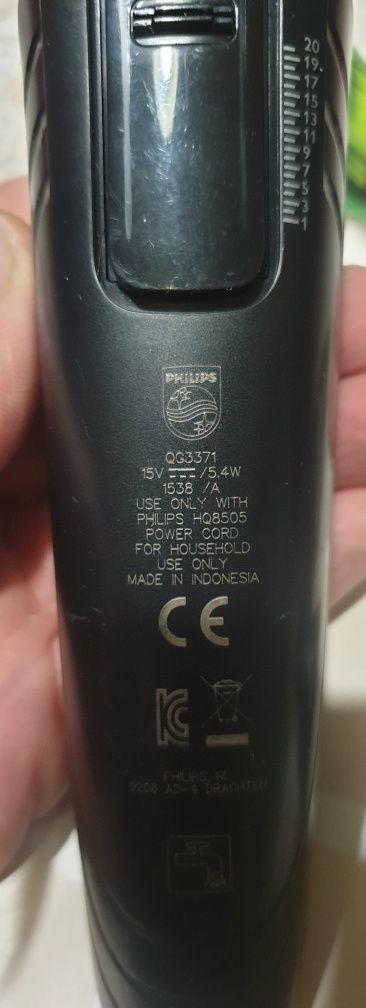 20
19
17
15
13
11
9
7
5
3
1
PHILIPS
QG3371
15V ⎓ /5.4W
1538 /A
USE ONLY WITH
PHILIPS HQ8505
POWER CORD
FOR HOUSEHOLD
USE ONLY
MADE IN INDONESIA
CE
KC
PHILIPS, NL
9206 AD-4 DRACHTEN